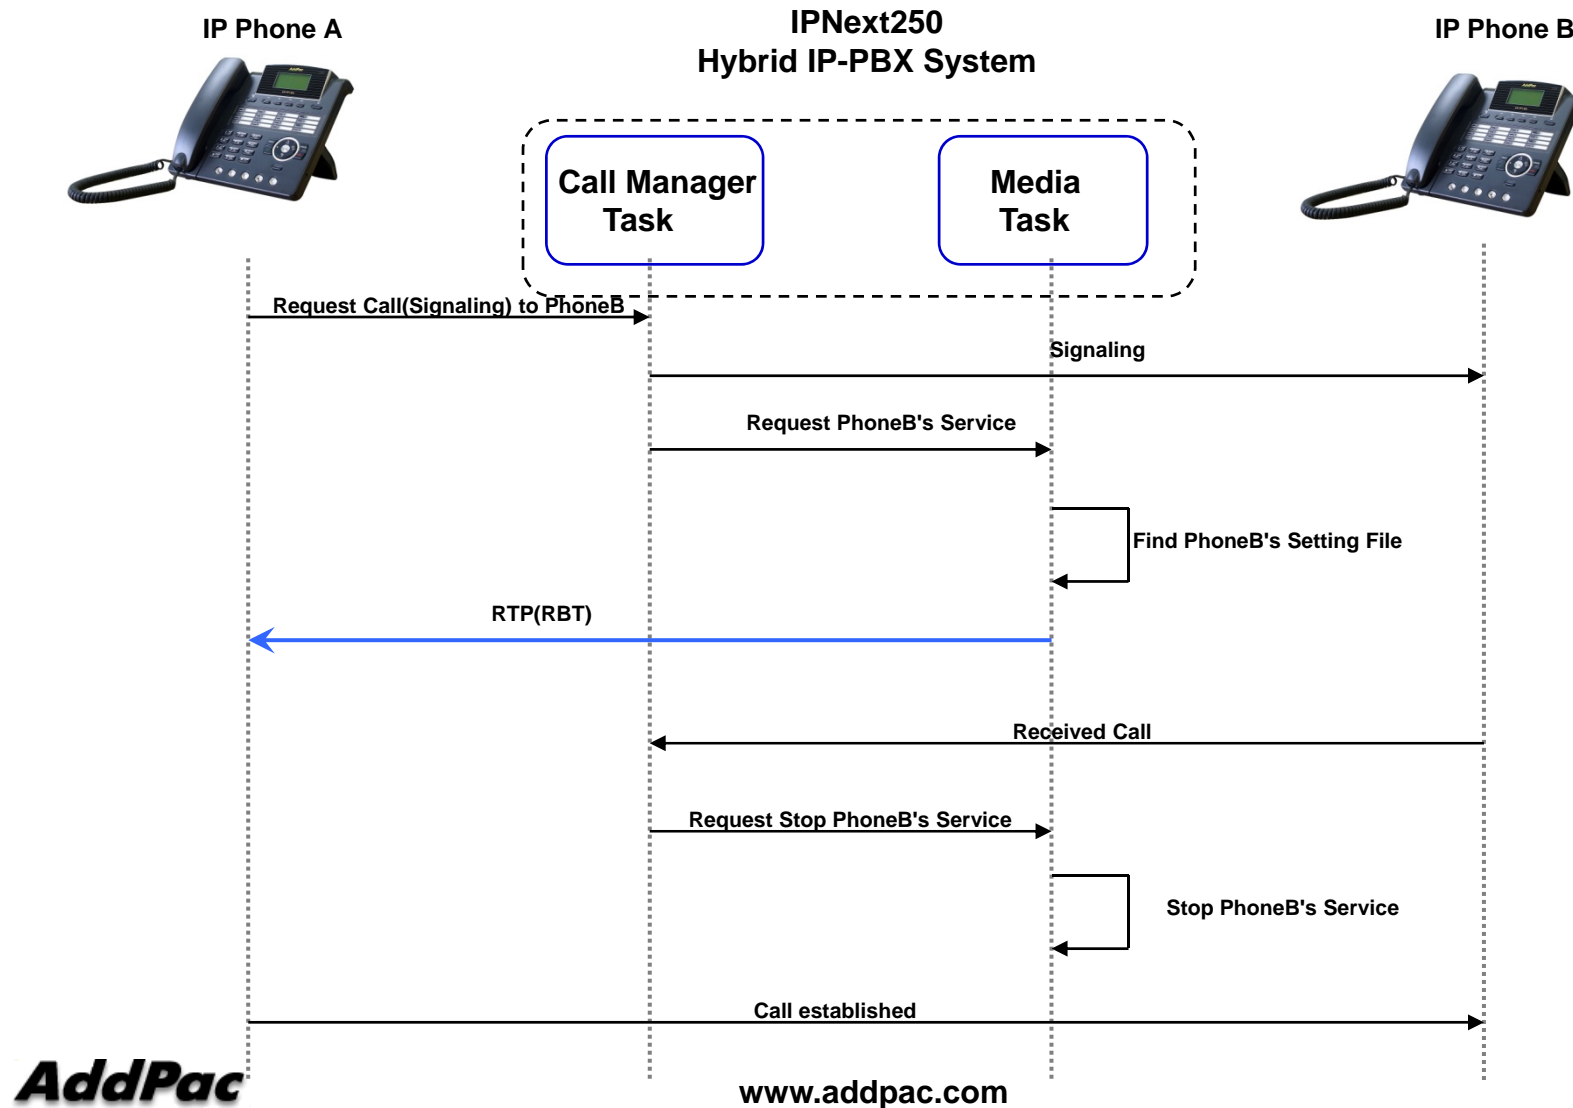 IPNext250
Hybrid IP-PBX System
IP Phone A
IP Phone B
Call Manager
Task
Media
Task
Request Call(Signaling) to PhoneB
Signaling
Request PhoneB's Service
Find PhoneB's Setting File
RTP(RBT)
Received Call
Request Stop PhoneB's Service
Stop PhoneB's Service
Call established
AddPac
www.addpac.com